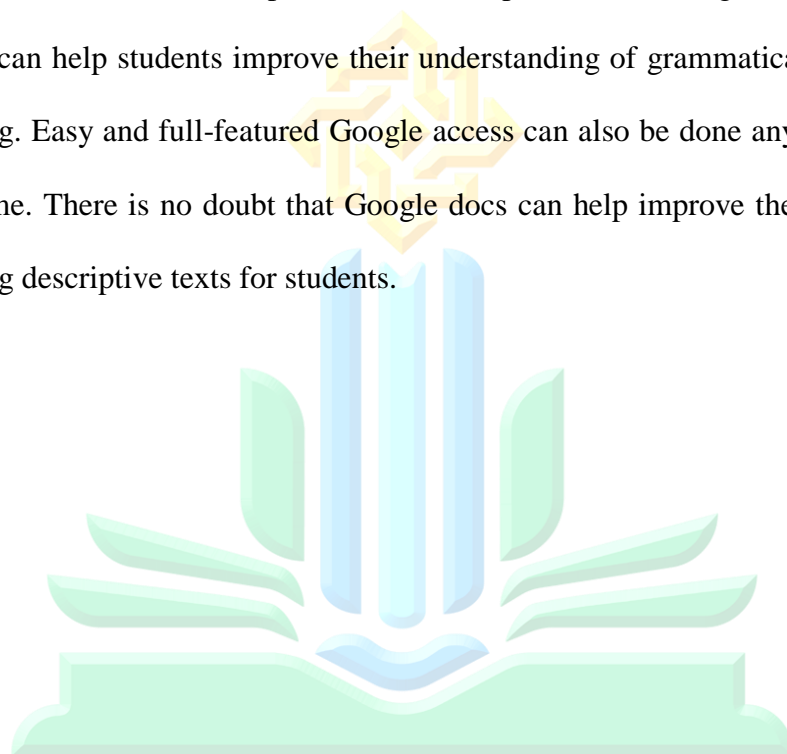 can help students improve their understanding of grammatica
g. Easy and full-featured Google access can also be done any
ne. There is no doubt that Google docs can help improve the
g descriptive texts for students.